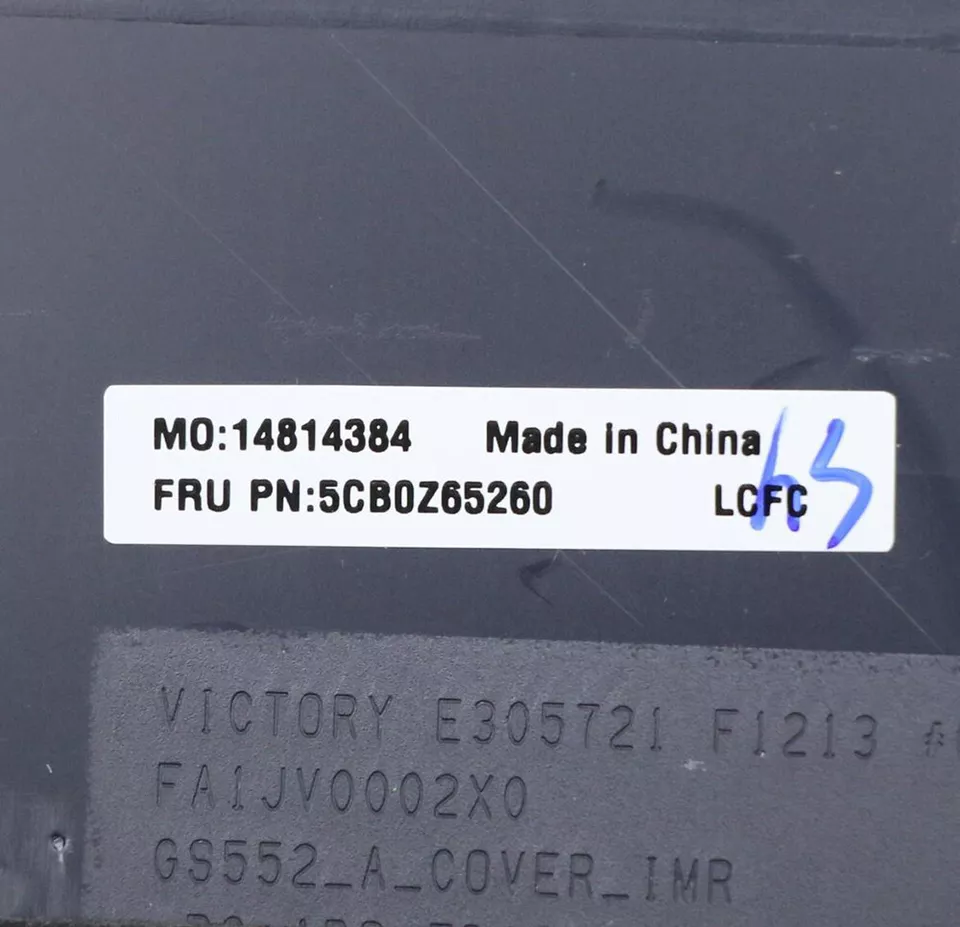 MO:14814384 Made in China
FRU PN:5CB0Z65260 LCFC
VICTORY E305721 F1213
FA1JV0002X0
GS552_A_COVER_IMR